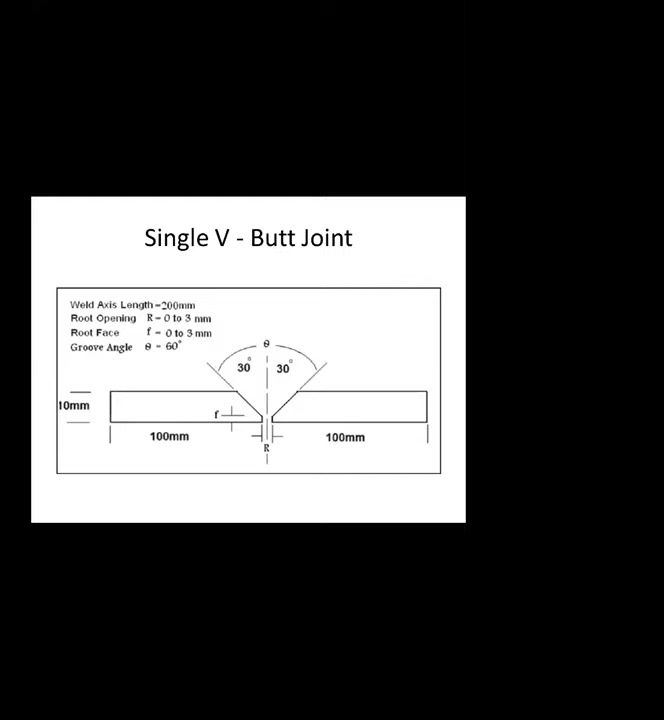 Single V - Butt Joint
Weld Axis Length-200mm
Root Opening R-0 to 3 mm
Root Face f - 0 to 3 mm
Groove Angle θ - 60°
θ
30° 30°
10mm
f
100mm 100mm
R